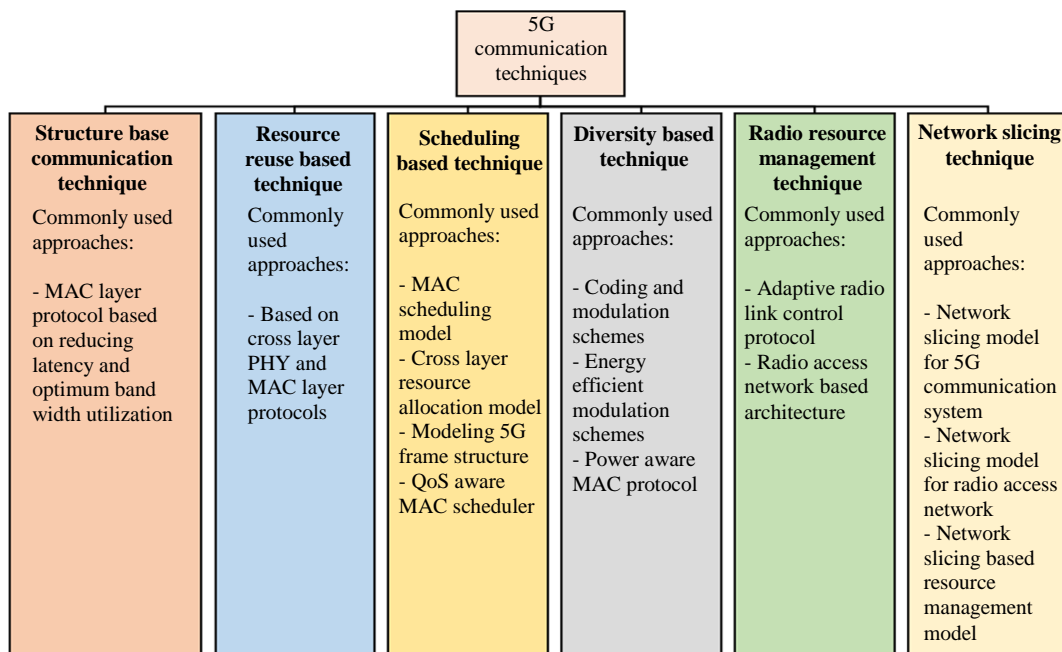 5G
communication
techniques
Structure base
communication
technique
Commonly used
approaches:
- MAC layer
protocol based
on reducing
latency and
optimum band
width utilization
Resource
reuse based
technique
Commonly
used
approaches:
- Based on
cross layer
PHY and
MAC layer
protocols
Scheduling
based technique
Commonly used
approaches:
- MAC
scheduling
model
- Cross layer
resource
allocation model
- Modeling 5G
frame structure
- QoS aware
MAC scheduler
Diversity based
technique
Commonly used
approaches:
- Coding and
modulation
schemes
- Energy
efficient
modulation
schemes
- Power aware
MAC protocol
Radio resource
management
technique
Commonly used
approaches:
- Adaptive radio
link control
protocol
- Radio access
network based
architecture
Network slicing
technique
Commonly
used
approaches:
- Network
slicing model
for 5G
communication
system
- Network
slicing model
for radio access
network
- Network
slicing based
resource
management
model